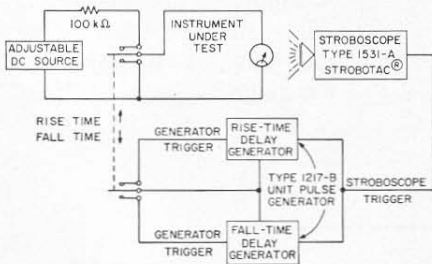 100 kΩ
ADJUSTABLE
DC SOURCE
INSTRUMENT
UNDER
TEST
STROBOSCOPE
TYPE 1531-A
STROBOTAC®
RISE TIME
FALL TIME
GENERATOR
TRIGGER
RISE-TIME
DELAY
GENERATOR
TYPE 1217-B
UNIT PULSE
GENERATOR
STROBOSCOPE
TRIGGER
GENERATOR
TRIGGER
FALL-TIME
DELAY
GENERATOR